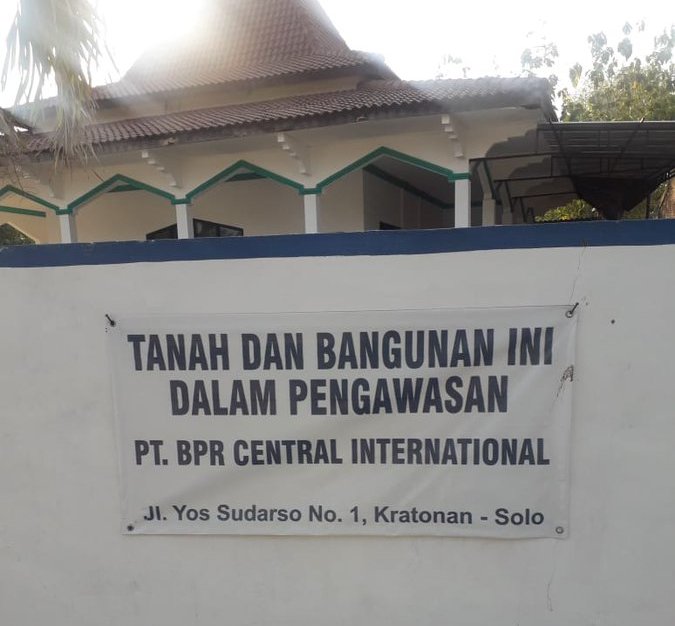 TANAH DAN BANGUNAN INI
DALAM PENGAWASAN
PT. BPR CENTRAL INTERNATIONAL
Jl. Yos Sudarso No. 1, Kratonan - Solo